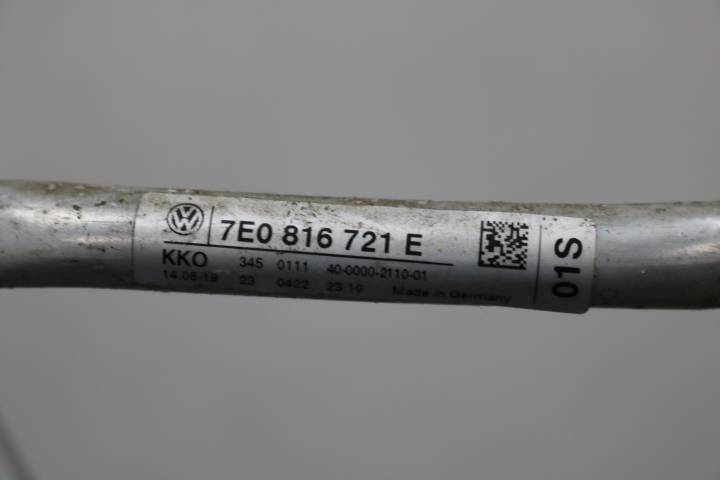 7E0 816 721 E
KKO 345 0111 40-0000-2110-01
14.06.19 23 0422 23.10 Made in Germany
01S